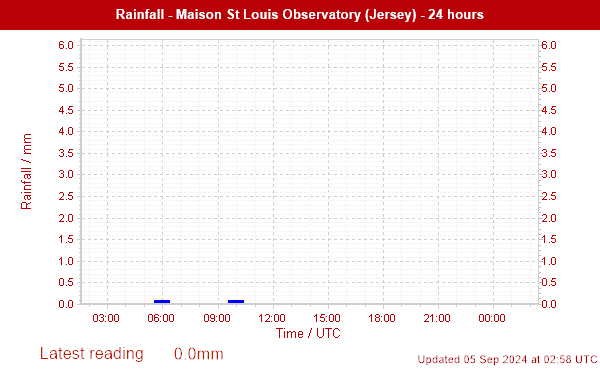 Rainfall - Maison St Louis Observatory (Jersey) - 24 hours
6.0 6.0
5.5 5.5
5.0 5.0
4.5 4.5
4.0 4.0
3.5 3.5
3.0 3.0
2.5 2.5
2.0 2.0
1.5 1.5
1.0 1.0
0.5 0.5
0.0 0.0
Rainfall / mm
03:00 06:00 09:00 12:00 15:00 18:00 21:00 00:00
Time / UTC
Latest reading 0.0mm
Updated 05 Sep 2024 at 02:58 UTC